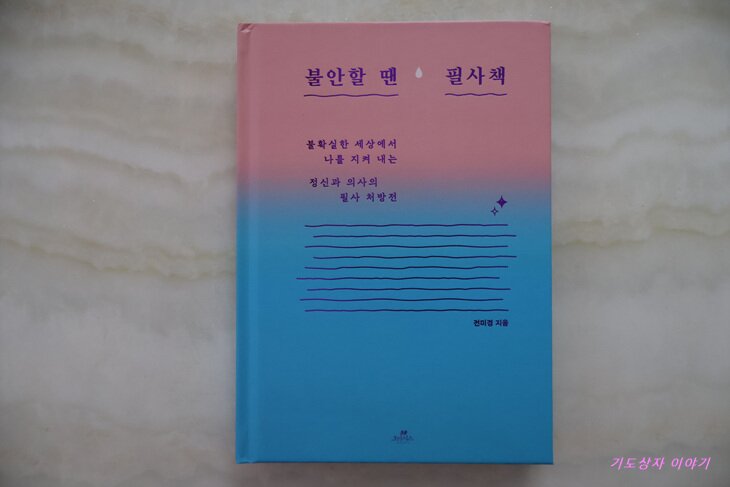 불안할 땐 필사책
불확실한 세상에서
나를 지켜 내는
정신과 의사의
필사 처방전
전미경 지음
기도상자 이야기